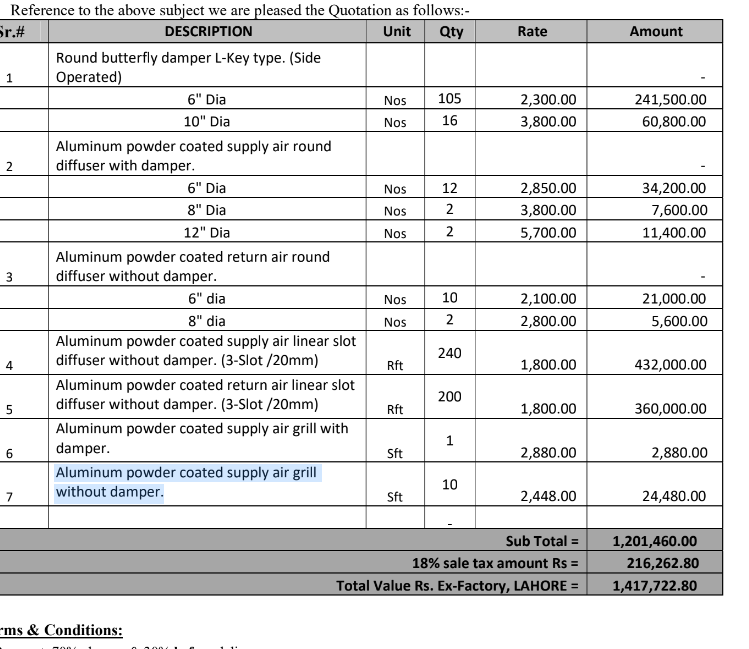 Reference to the above subject we are pleased the Quotation as follows:-
Sr.# DESCRIPTION Unit Qty Rate Amount
Round butterfly damper L-Key type. (Side
1 Operated) -
6" Dia Nos 105 2,300.00 241,500.00
10" Dia Nos 16 3,800.00 60,800.00
Aluminum powder coated supply air round
2 diffuser with damper. -
6" Dia Nos 12 2,850.00 34,200.00
8" Dia Nos 2 3,800.00 7,600.00
12" Dia Nos 2 5,700.00 11,400.00
Aluminum powder coated return air round
3 diffuser without damper. -
6" dia Nos 10 2,100.00 21,000.00
8" dia Nos 2 2,800.00 5,600.00
Aluminum powder coated supply air linear slot
4 diffuser without damper. (3-Slot /20mm) Rft 240 1,800.00 432,000.00
Aluminum powder coated return air linear slot
5 diffuser without damper. (3-Slot /20mm) Rft 200 1,800.00 360,000.00
Aluminum powder coated supply air grill with
6 damper. Sft 1 2,880.00 2,880.00
Aluminum powder coated supply air grill
7 without damper. Sft 10 2,448.00 24,480.00
-
Sub Total = 1,201,460.00
18% sale tax amount Rs = 216,262.80
Total Value Rs. Ex-Factory, LAHORE = 1,417,722.80
rms & Conditions: